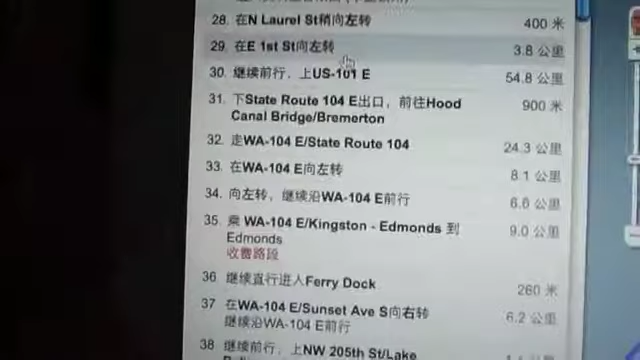 28. 在N Laurel St稍向左转 400 米
29. 在E 1st St向左转 3.8 公里
30. 继续前行，上US-101 E 54.8 公里
31. 下State Route 104 E出口，前往Hood 900 米
Canal Bridge/Bremerton
32. 走WA-104 E/State Route 104 24.3 公里
33. 在WA-104 E向左转 8.1 公里
34. 向左转，继续沿WA-104 E前行 6.6 公里
35. 乘 WA-104 E/Kingston - Edmonds 到 9.0 公里
Edmonds
收费路段
36 继续直行进入Ferry Dock 260 米
37 在WA-104 E/Sunset Ave S向右转 6.2 公里
继续沿WA-104 E前行
38 继续前行，上NW 205th St/Lake